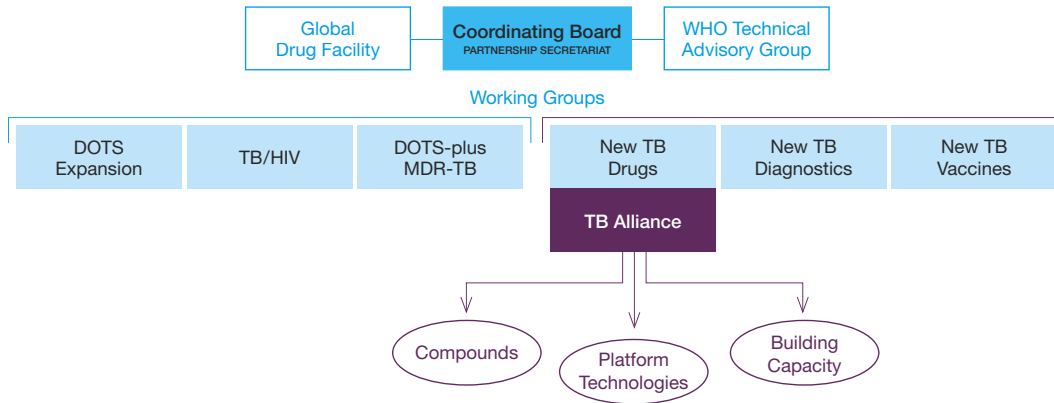 Global
Drug Facility
Coordinating Board
PARTNERSHIP SECRETARIAT
WHO Technical
Advisory Group
Working Groups
DOTS
Expansion
TB/HIV
DOTS-plus
MDR-TB
New TB
Drugs
New TB
Diagnostics
New TB
Vaccines
TB Alliance
Compounds
Platform
Technologies
Building
Capacity